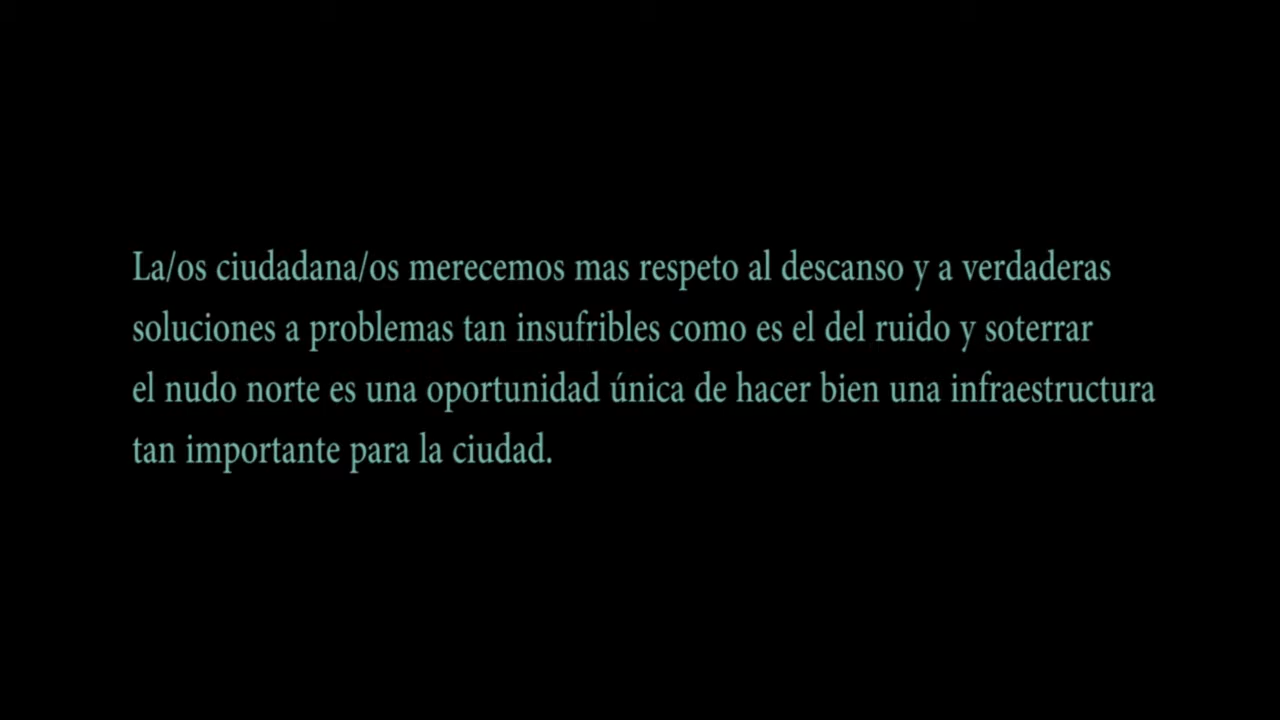 La/os ciudadana/os merecemos mas respeto al descanso y a verdaderas
soluciones a problemas tan insufribles como es el del ruido y soterrar
el nudo norte es una oportunidad única de hacer bien una infraestructura
tan importante para la ciudad.